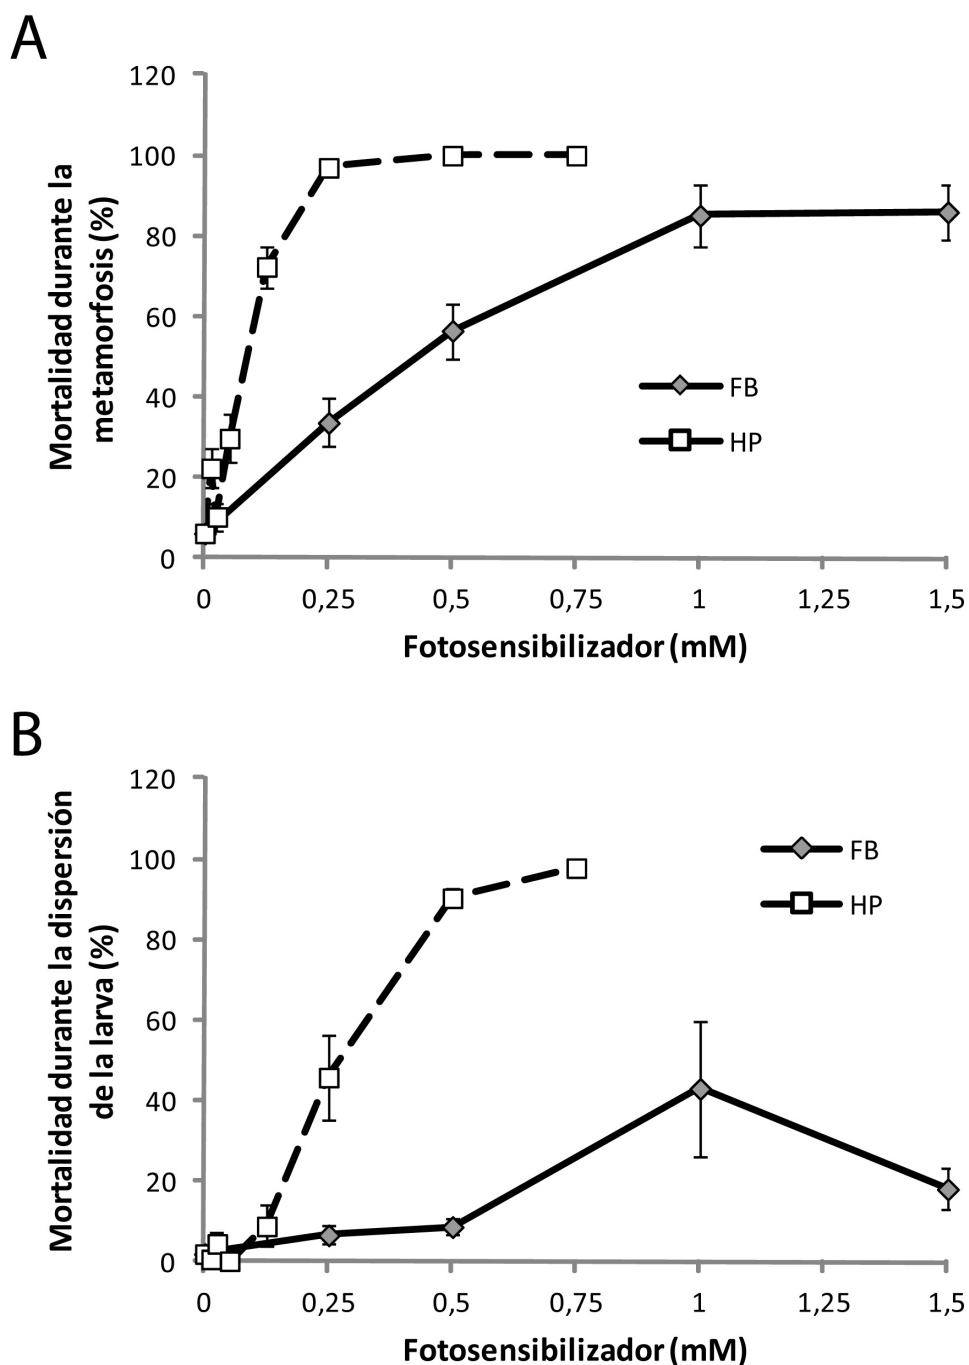 A
Mortalidad durante la
metamorfosis (%)
120
100
80
60
40
20
0
FB
HP
0 0,25 0,5 0,75 1 1,25 1,5
Fotosensibilizador (mM)
B
Mortalidad durante la dispersión
de la larva (%)
120
100
80
60
40
20
0
FB
HP
0 0,25 0,5 0,75 1 1,25 1,5
Fotosensibilizador (mM)